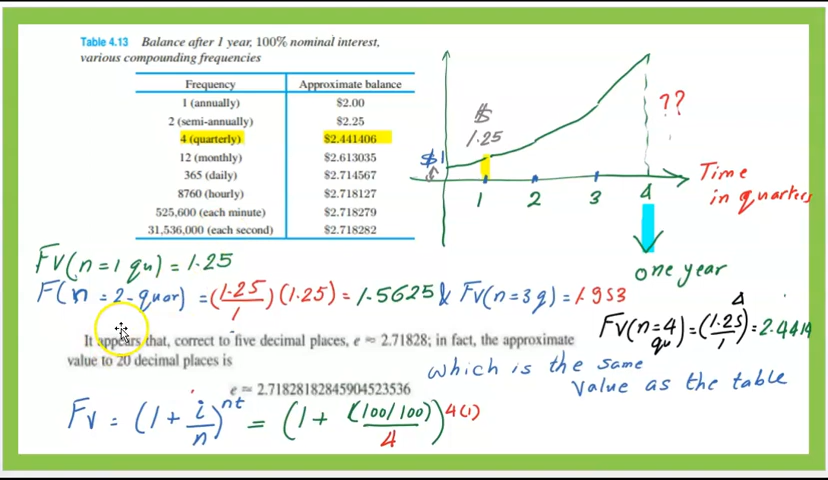 Table 4.13 Balance after 1 year, 100% nominal interest,
various compounding frequencies
Frequency Approximate balance
1 (annually) $2.00
2 (semi-annually) $2.25
4 (quarterly) $2.441406
12 (monthly) $2.613035
365 (daily) $2.714567
8760 (hourly) $2.718127
525,600 (each minute) $2.718279
31,536,000 (each second) $2.718282
$
1.25
$1
??
1 2 3 4
Time
in quarters
one year
FV(n=1 qu) = 1.25
F(n = 2-quar) = (1.25/1)(1.25) = 1.5625 & FV(n=3 q) = 1.953
FV(n=4 qu) = (1.25/1)^4 = 2.4414
It appears that, correct to five decimal places, e ≈ 2.71828; in fact, the approximate
value to 20 decimal places is
which is the same
value as the table
e ≈ 2.71828182845904523536
FV = (1 + i/n)^nt = (1 + (100/100)/4)^4(1)